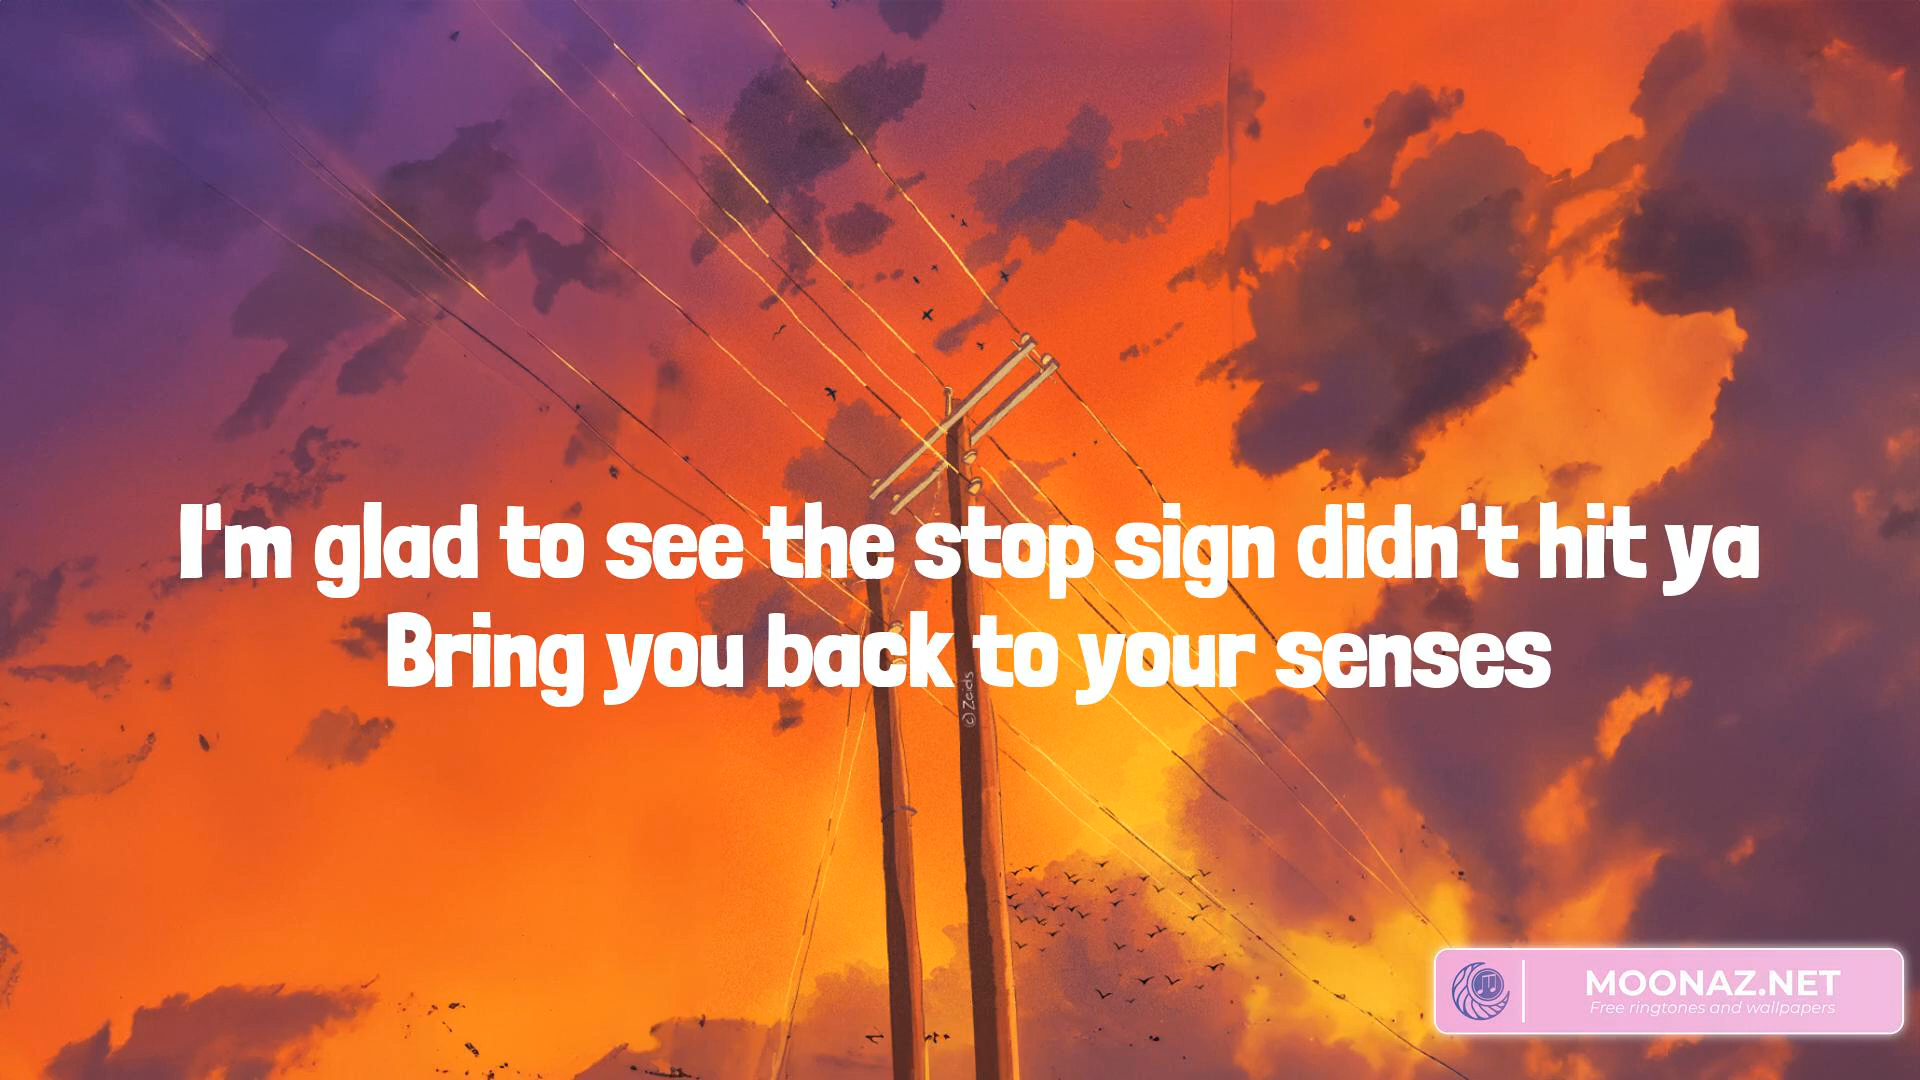 I'm glad to see the stop sign didn't hit ya
Bring you back to your senses
© Zeids
MOONAZ.NET
Free ringtones and wallpapers